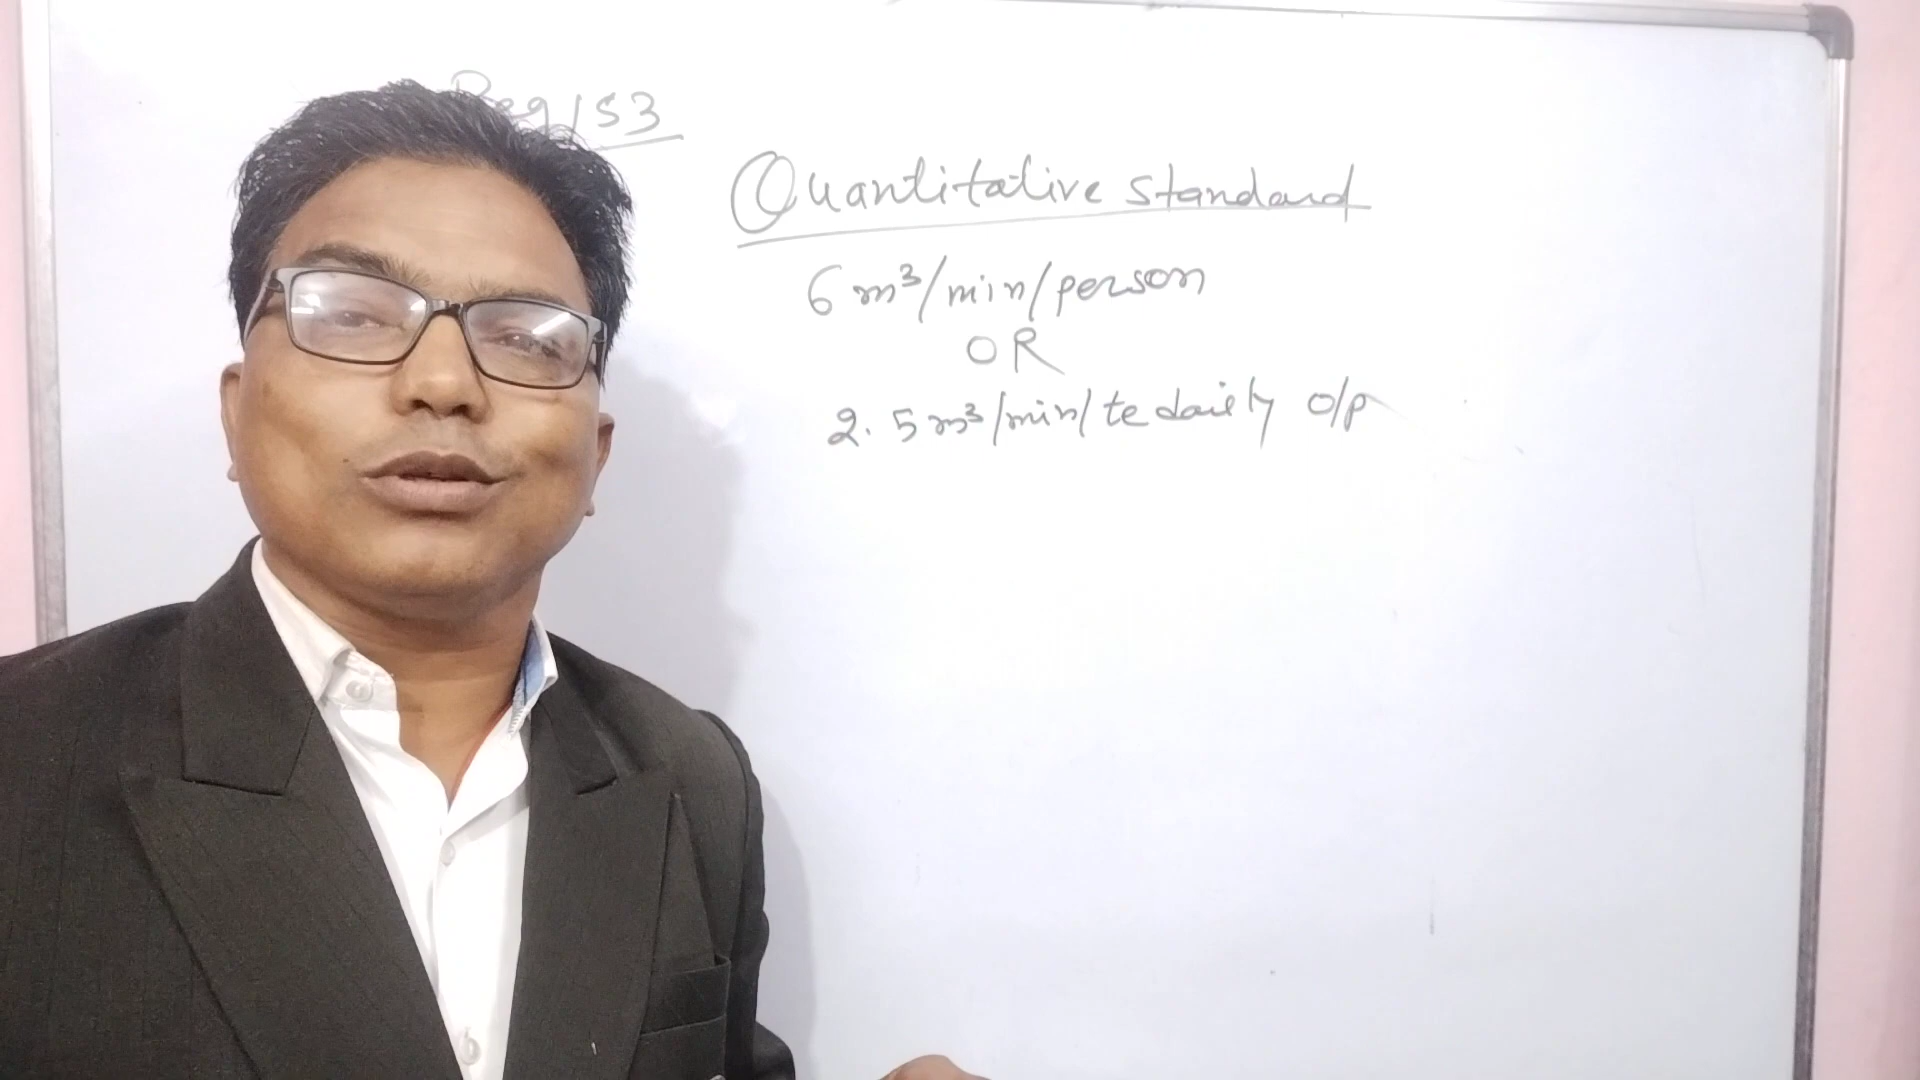 Reg 153
Quantitative standard
6 m³/min/person
OR
2.5 m³/min/te daily o/p